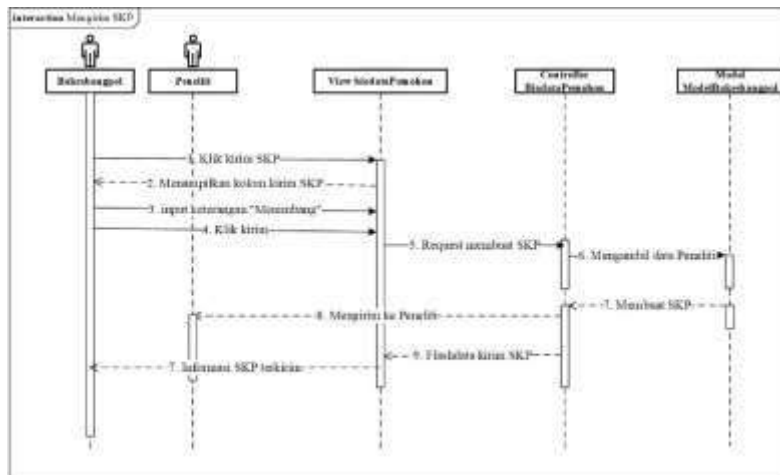 interaction Mengirim SKP
Bakesbangpol
Peneliti
View biodataPemohon
Controller
BiodataPemohon
Model
ModelBakesbangpol
1. Klik kirim SKP
2. Menampilkan kolom kirim SKP
3. input keterangan "Menimbang"
4. Klik kirim
5. Request membuat SKP
6. Mengambil data Peneliti
7. Membuat SKP
8. Mengirim ke Peneliti
9. Flashdata kirim SKP
7. Informasi SKP terkirim